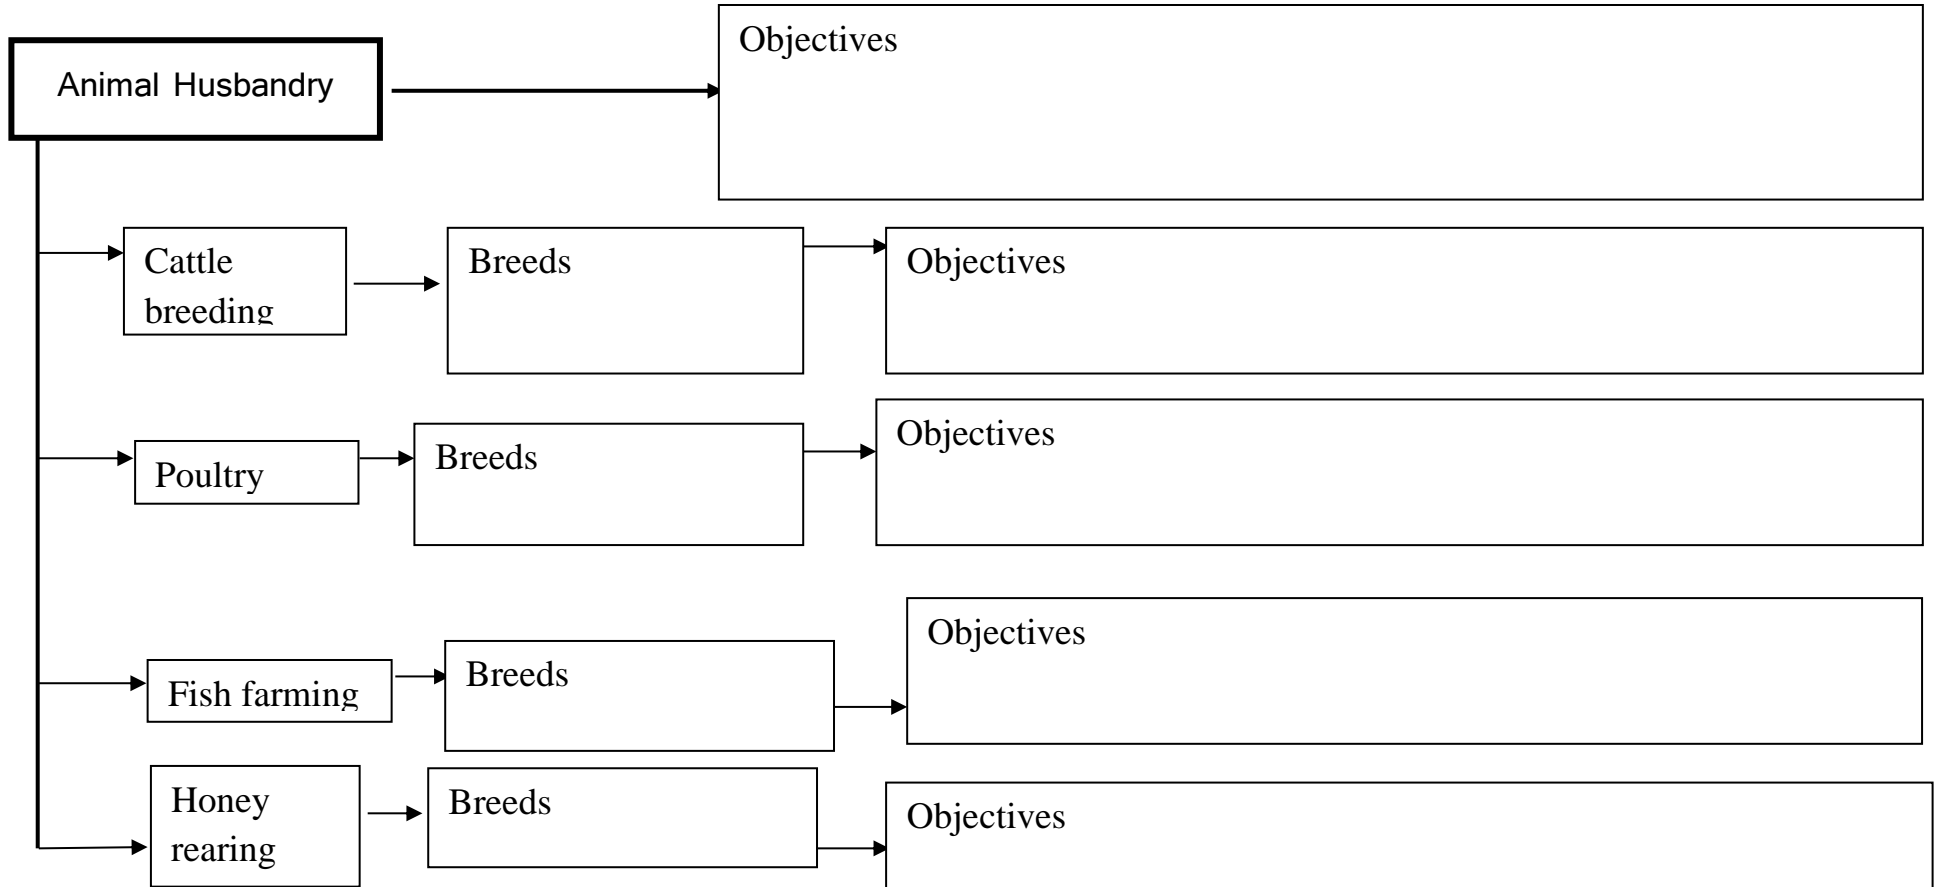 Animal Husbandry
Objectives
Cattle
breeding
Breeds
Objectives
Poultry
Breeds
Objectives
Fish farming
Breeds
Objectives
Honey
rearing
Breeds
Objectives